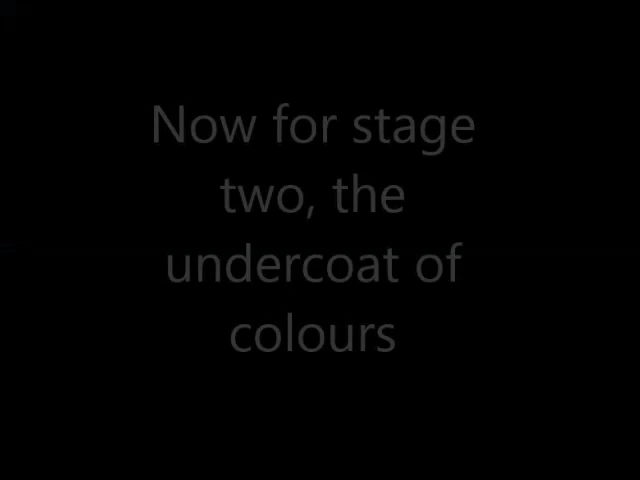 Now for stage
two, the
undercoat of
colours